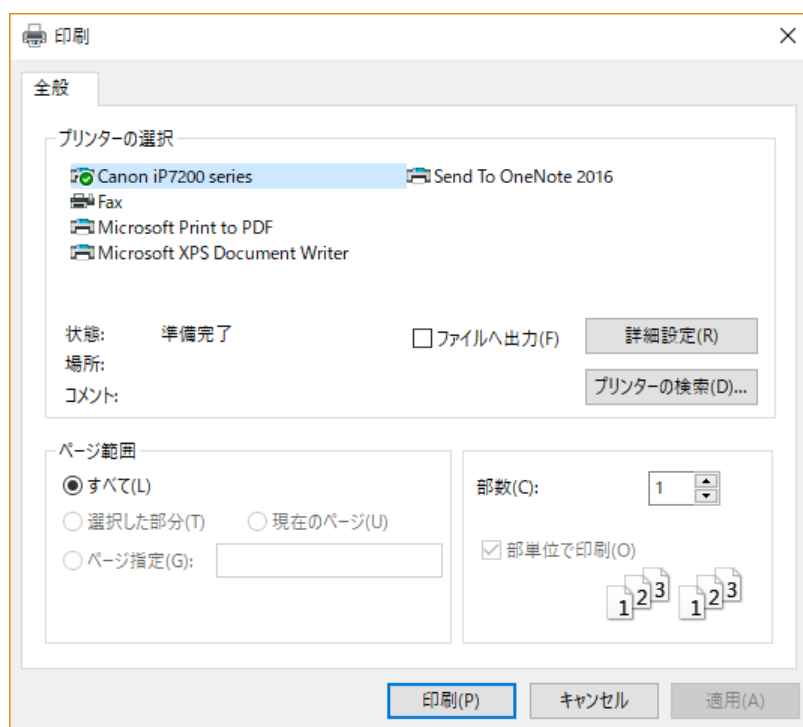 印刷
全般
プリンターの選択
Canon iP7200 series
Send To OneNote 2016
Fax
Microsoft Print to PDF
Microsoft XPS Document Writer
状態: 準備完了
ファイルへ出力(F)
詳細設定(R)
場所:
コメント:
プリンターの検索(D)...
ページ範囲
すべて(L)
選択した部分(T)
現在のページ(U)
ページ指定(G):
部数(C): 1
部単位で印刷(O)
1 2 3 1 2 3
印刷(P)
キャンセル
適用(A)